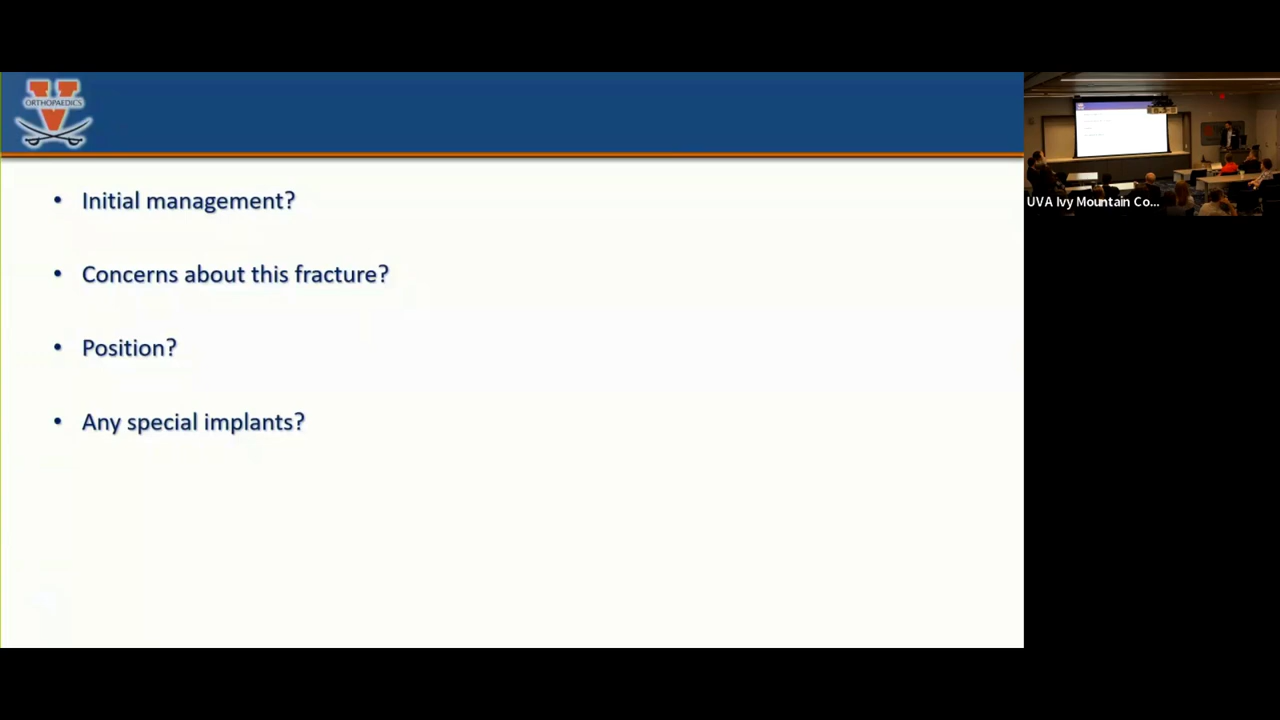 V
ORTHOPAEDICS
• Initial management?
• Concerns about this fracture?
• Position?
• Any special implants?
UVA Ivy Mountain Co...